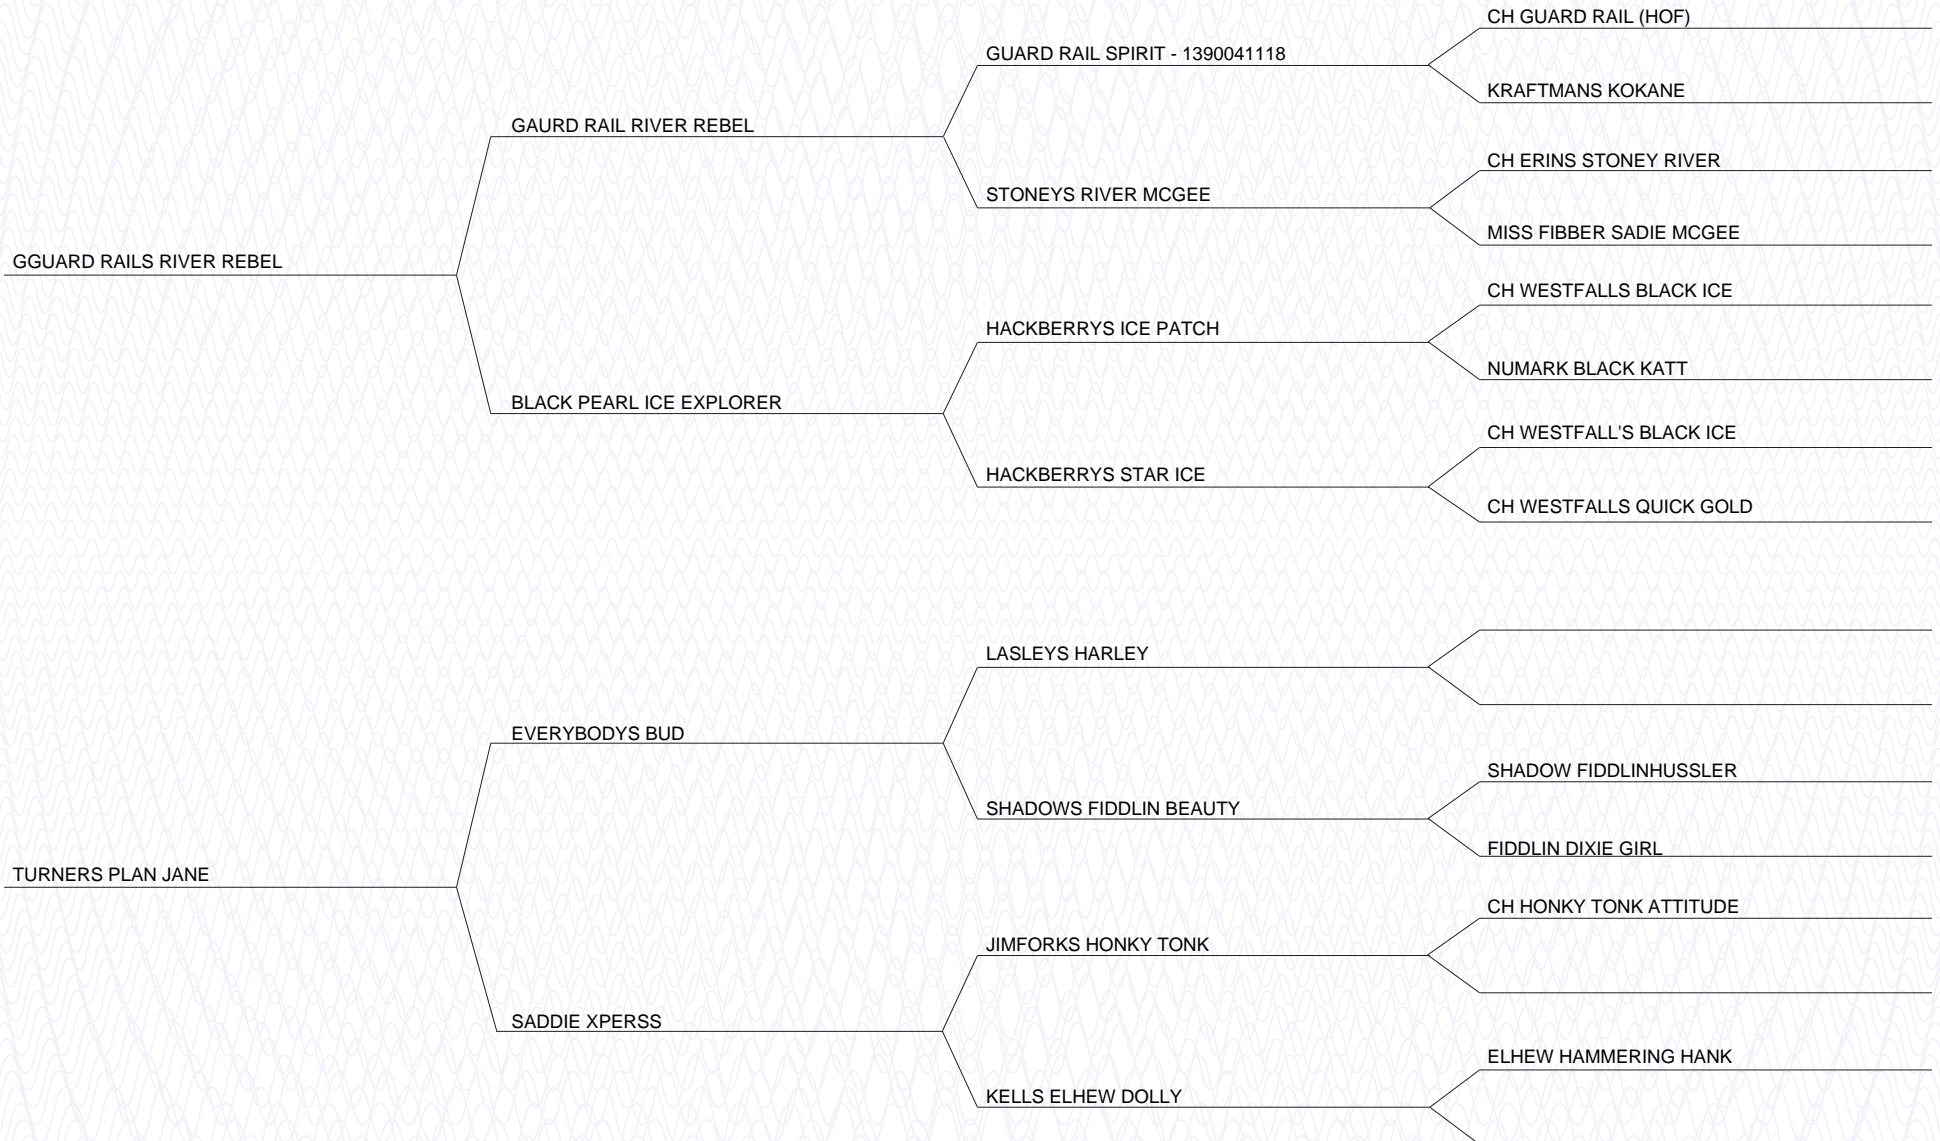 CH GUARD RAIL (HOF)
GUARD RAIL SPIRIT - 1390041118
KRAFTMANS KOKANE
GAURD RAIL RIVER REBEL
CH ERINS STONEY RIVER
STONEYS RIVER MCGEE
MISS FIBBER SADIE MCGEE
GGUARD RAILS RIVER REBEL
CH WESTFALLS BLACK ICE
HACKBERRYS ICE PATCH
NUMARK BLACK KATT
BLACK PEARL ICE EXPLORER
CH WESTFALL'S BLACK ICE
HACKBERRYS STAR ICE
CH WESTFALLS QUICK GOLD
LASLEYS HARLEY
EVERYBODYS BUD
SHADOW FIDDLINHUSSLER
SHADOWS FIDDLIN BEAUTY
FIDDLIN DIXIE GIRL
TURNERS PLAN JANE
CH HONKY TONK ATTITUDE
JIMFORKS HONKY TONK
SADDIE XPERSS
ELHEW HAMMERING HANK
KELLS ELHEW DOLLY